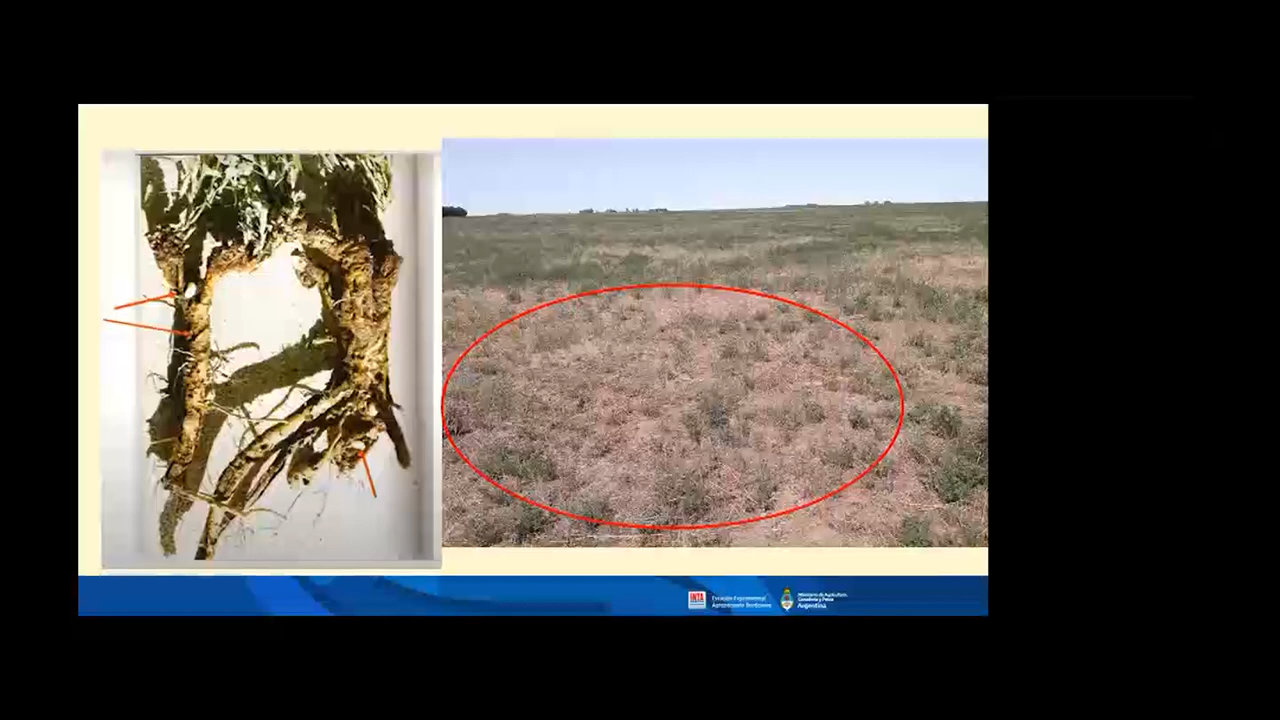 INTA
Estación Experimental
Agropecuaria Bordenave
Ministerio de Agricultura,
Ganadería y Pesca
Argentina